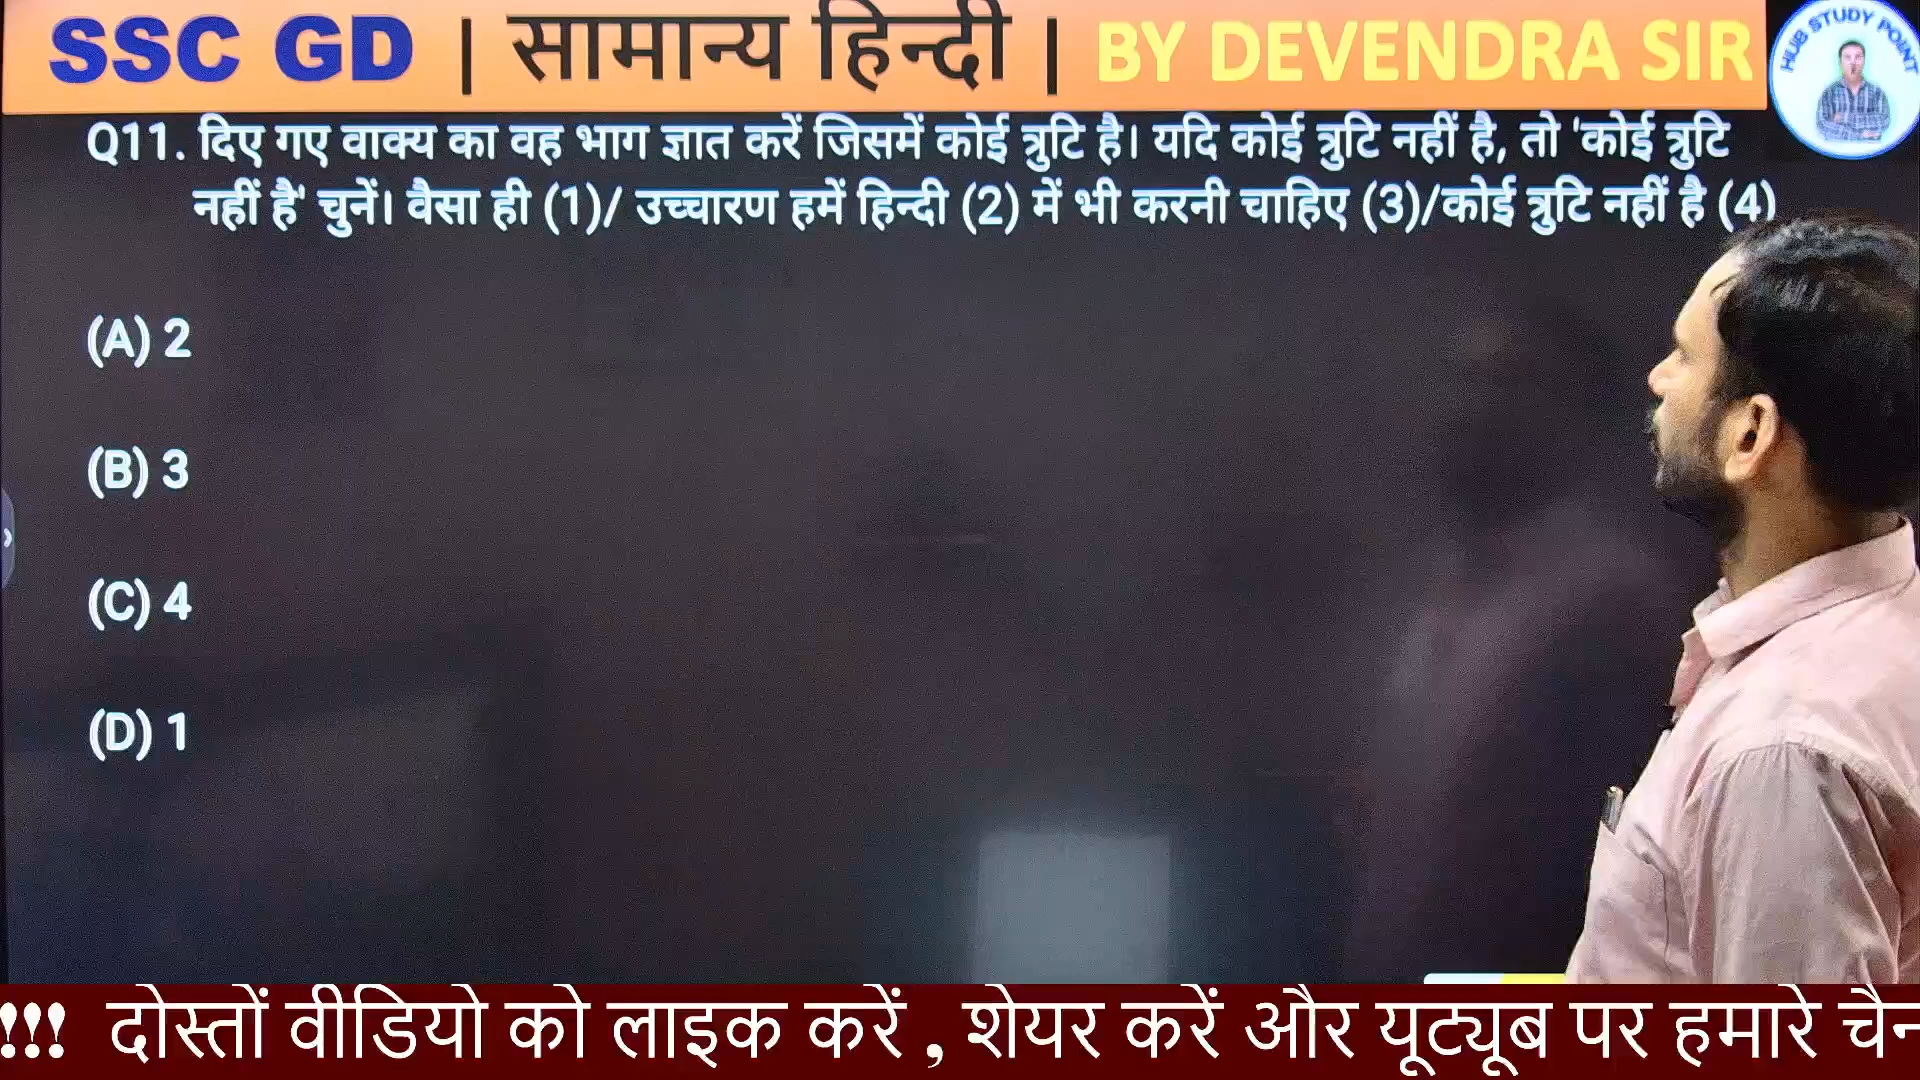 SSC GD | सामान्य हिन्दी | BY DEVENDRA SIR
HUB STUDY POINT
Q11. दिए गए वाक्य का वह भाग ज्ञात करें जिसमें कोई त्रुटि है। यदि कोई त्रुटि नहीं है, तो 'कोई त्रुटि
नहीं है' चुनें। वैसा ही (1)/ उच्चारण हमें हिन्दी (2) में भी करनी चाहिए (3)/कोई त्रुटि नहीं है (4)
(A) 2
(B) 3
(C) 4
(D) 1
!!! दोस्तों वीडियो को लाइक करें , शेयर करें और यूट्यूब पर हमारे